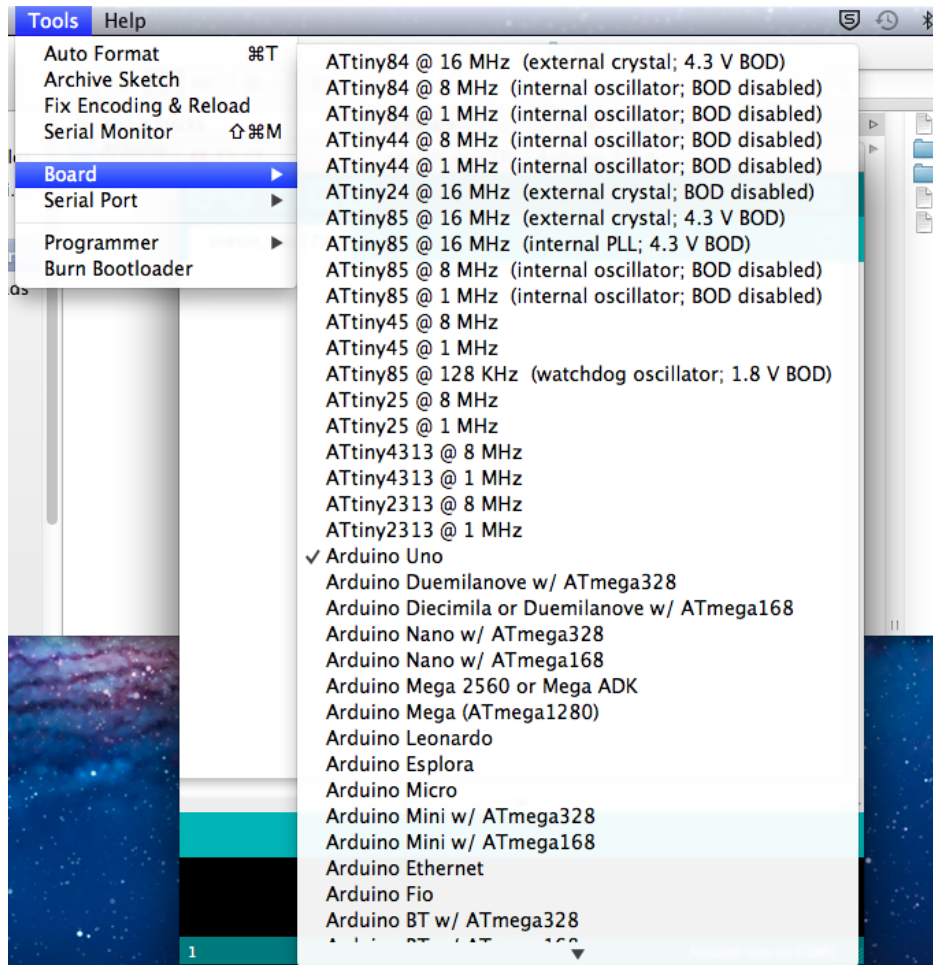 Tools Help
Auto Format ⌘T
Archive Sketch
Fix Encoding & Reload
Serial Monitor ⇧⌘M
Board
Serial Port
Programmer
Burn Bootloader
ATtiny84 @ 16 MHz (external crystal; 4.3 V BOD)
ATtiny84 @ 8 MHz (internal oscillator; BOD disabled)
ATtiny84 @ 1 MHz (internal oscillator; BOD disabled)
ATtiny44 @ 8 MHz (internal oscillator; BOD disabled)
ATtiny44 @ 1 MHz (internal oscillator; BOD disabled)
ATtiny24 @ 16 MHz (external crystal; BOD disabled)
ATtiny85 @ 16 MHz (external crystal; 4.3 V BOD)
ATtiny85 @ 16 MHz (internal PLL; 4.3 V BOD)
ATtiny85 @ 8 MHz (internal oscillator; BOD disabled)
ATtiny85 @ 1 MHz (internal oscillator; BOD disabled)
ATtiny45 @ 8 MHz
ATtiny45 @ 1 MHz
ATtiny85 @ 128 KHz (watchdog oscillator; 1.8 V BOD)
ATtiny25 @ 8 MHz
ATtiny25 @ 1 MHz
ATtiny4313 @ 8 MHz
ATtiny4313 @ 1 MHz
ATtiny2313 @ 8 MHz
ATtiny2313 @ 1 MHz
✓ Arduino Uno
Arduino Duemilanove w/ ATmega328
Arduino Diecimila or Duemilanove w/ ATmega168
Arduino Nano w/ ATmega328
Arduino Nano w/ ATmega168
Arduino Mega 2560 or Mega ADK
Arduino Mega (ATmega1280)
Arduino Leonardo
Arduino Esplora
Arduino Micro
Arduino Mini w/ ATmega328
Arduino Mini w/ ATmega168
Arduino Ethernet
Arduino Fio
Arduino BT w/ ATmega328
1